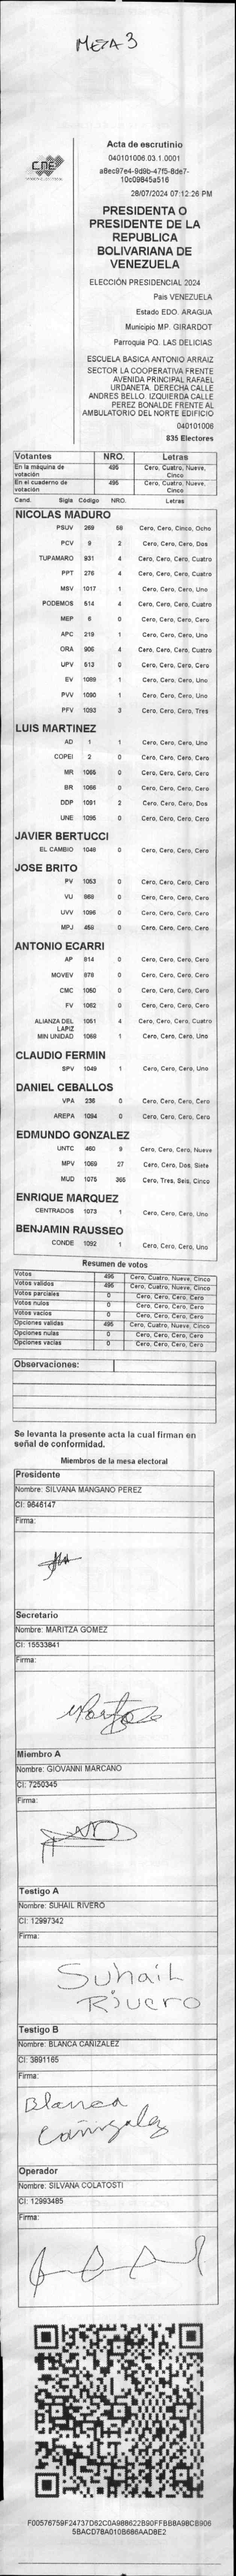 MESA 3
CNE
Acta de escrutinio
040101006.03.1.0001
a8ec97e4-9d9b-47f5-8de7-
10c09845a516
28/07/2024 07:12:26 PM
PRESIDENTA O
PRESIDENTE DE LA
REPUBLICA
BOLIVARIANA DE
VENEZUELA
ELECCIÓN PRESIDENCIAL 2024
Pais VENEZUELA
Estado EDO. ARAGUA
Municipio MP. GIRARDOT
Parroquia PQ. LAS DELICIAS
ESCUELA BASICA ANTONIO ARRAIZ
SECTOR LA COOPERATIVA FRENTE
AVENIDA PRINCIPAL RAFAEL
URDANETA. DERECHA CALLE
ANDRES BELLO. IZQUIERDA CALLE
PEREZ BONALDE FRENTE AL
AMBULATORIO DEL NORTE EDIFICIO
040101006
835 Electores
Votantes NRO. Letras
En la máquina de votación 495 Cero, Cuatro, Nueve, Cinco
En el cuaderno de votación 495 Cero, Cuatro, Nueve, Cinco
Cand. Sigla Código NRO. Letras
NICOLAS MADURO
PSUV 269 58 Cero, Cero, Cinco, Ocho
PCV 9 2 Cero, Cero, Cero, Dos
TUPAMARO 931 4 Cero, Cero, Cero, Cuatro
PPT 276 4 Cero, Cero, Cero, Cuatro
MSV 1017 1 Cero, Cero, Cero, Uno
PODEMOS 514 4 Cero, Cero, Cero, Cuatro
MEP 6 0 Cero, Cero, Cero, Cero
APC 219 1 Cero, Cero, Cero, Uno
ORA 906 4 Cero, Cero, Cero, Cuatro
UPV 513 0 Cero, Cero, Cero, Cero
EV 1089 1 Cero, Cero, Cero, Uno
PVV 1090 1 Cero, Cero, Cero, Uno
PFV 1093 3 Cero, Cero, Cero, Tres
LUIS MARTINEZ
AD 1 1 Cero, Cero, Cero, Uno
COPEI 2 0 Cero, Cero, Cero, Cero
MR 1065 0 Cero, Cero, Cero, Cero
BR 1066 0 Cero, Cero, Cero, Cero
DDP 1091 2 Cero, Cero, Cero, Dos
UNE 1095 0 Cero, Cero, Cero, Cero
JAVIER BERTUCCI
EL CAMBIO 1048 0 Cero, Cero, Cero, Cero
JOSE BRITO
PV 1053 0 Cero, Cero, Cero, Cero
VU 868 0 Cero, Cero, Cero, Cero
UVV 1096 0 Cero, Cero, Cero, Cero
MPJ 458 0 Cero, Cero, Cero, Cero
ANTONIO ECARRI
AP 814 0 Cero, Cero, Cero, Cero
MOVEV 878 0 Cero, Cero, Cero, Cero
CMC 1050 0 Cero, Cero, Cero, Cero
FV 1062 0 Cero, Cero, Cero, Cero
ALIANZA DEL LAPIZ 1051 4 Cero, Cero, Cero, Cuatro
MIN UNIDAD 1069 1 Cero, Cero, Cero, Uno
CLAUDIO FERMIN
SPV 1049 1 Cero, Cero, Cero, Uno
DANIEL CEBALLOS
VPA 236 0 Cero, Cero, Cero, Cero
AREPA 1094 0 Cero, Cero, Cero, Cero
EDMUNDO GONZALEZ
UNTC 460 9 Cero, Cero, Cero, Nueve
MPV 1069 27 Cero, Cero, Dos, Siete
MUD 1075 365 Cero, Tres, Seis, Cinco
ENRIQUE MARQUEZ
CENTRADOS 1073 1 Cero, Cero, Cero, Uno
BENJAMIN RAUSSEO
CONDE 1092 1 Cero, Cero, Cero, Uno
Resumen de votos
Votos 495 Cero, Cuatro, Nueve, Cinco
Votos validos 495 Cero, Cuatro, Nueve, Cinco
Votos parciales 0 Cero, Cero, Cero, Cero
Votos nulos 0 Cero, Cero, Cero, Cero
Votos vacios 0 Cero, Cero, Cero, Cero
Opciones validas 495 Cero, Cuatro, Nueve, Cinco
Opciones nulas 0 Cero, Cero, Cero, Cero
Opciones vacias 0 Cero, Cero, Cero, Cero
Observaciones:
Se levanta la presente acta la cual firman en
señal de conformidad.
Miembros de la mesa electoral
Presidente
Nombre: SILVANA MANGANO PEREZ
CI: 9646147
Firma:
Secretario
Nombre: MARITZA GOMEZ
CI: 15533841
Firma:
Miembro A
Nombre: GIOVANNI MARCANO
CI: 7250345
Firma:
Testigo A
Nombre: SUHAIL RIVERO
CI: 12997342
Firma:
Suhail
Rivero
Testigo B
Nombre: BLANCA CAÑIZALEZ
CI: 3891165
Firma:
Blanca
Cañizalez
Operador
Nombre: SILVANA COLATOSTI
CI: 12993485
Firma:
F00576759F24737D62C0A988622B90FFBB8A98CB906
5BACD78A010B686AAD8E2